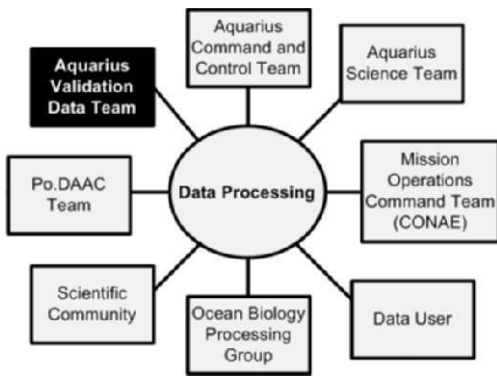 Aquarius
Command and
Control Team
Aquarius
Science Team
Aquarius
Validation
Data Team
Mission
Operations
Command Team
(CONAE)
Data Processing
Po.DAAC
Team
Scientific
Community
Ocean Biology
Processing
Group
Data User